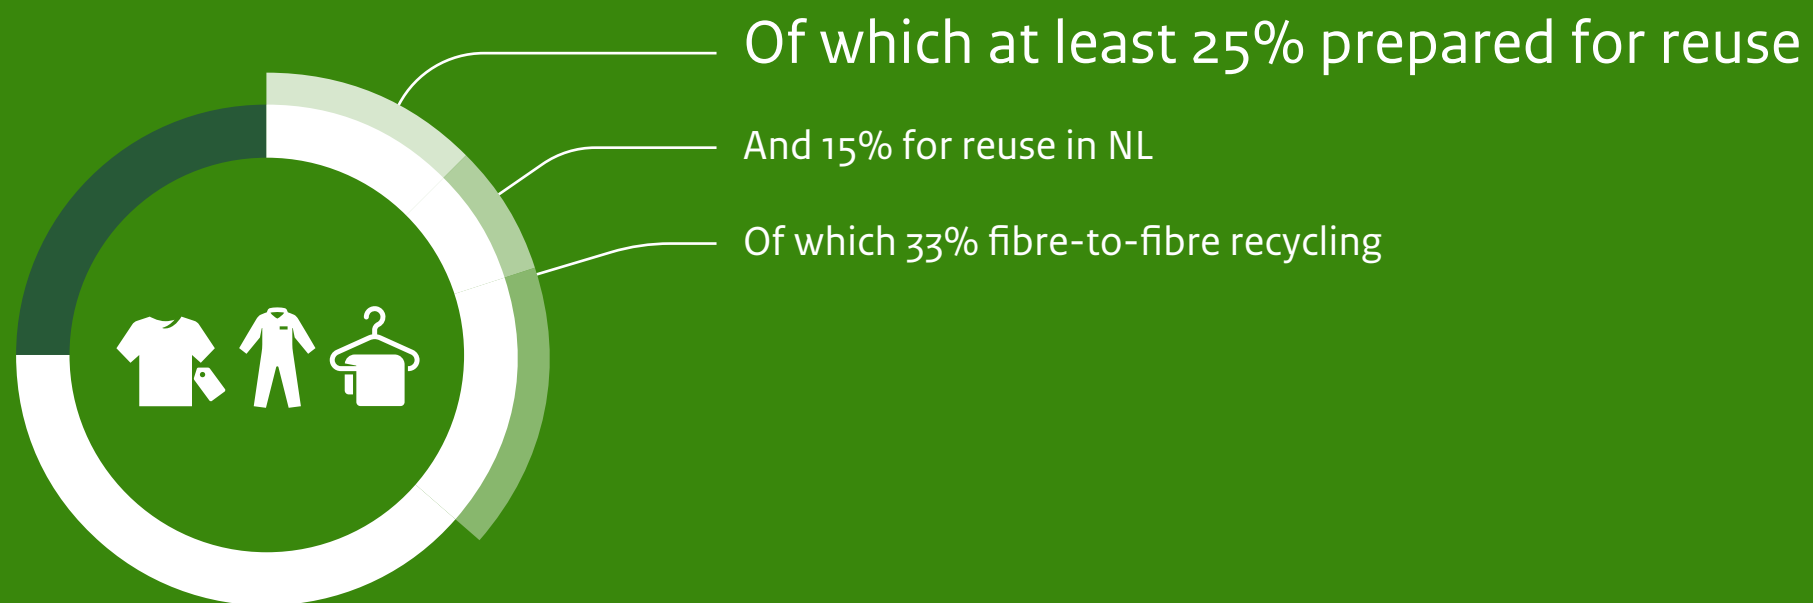 Of which at least 25% prepared for reuse
And 15% for reuse in NL
Of which 33% fibre-to-fibre recycling